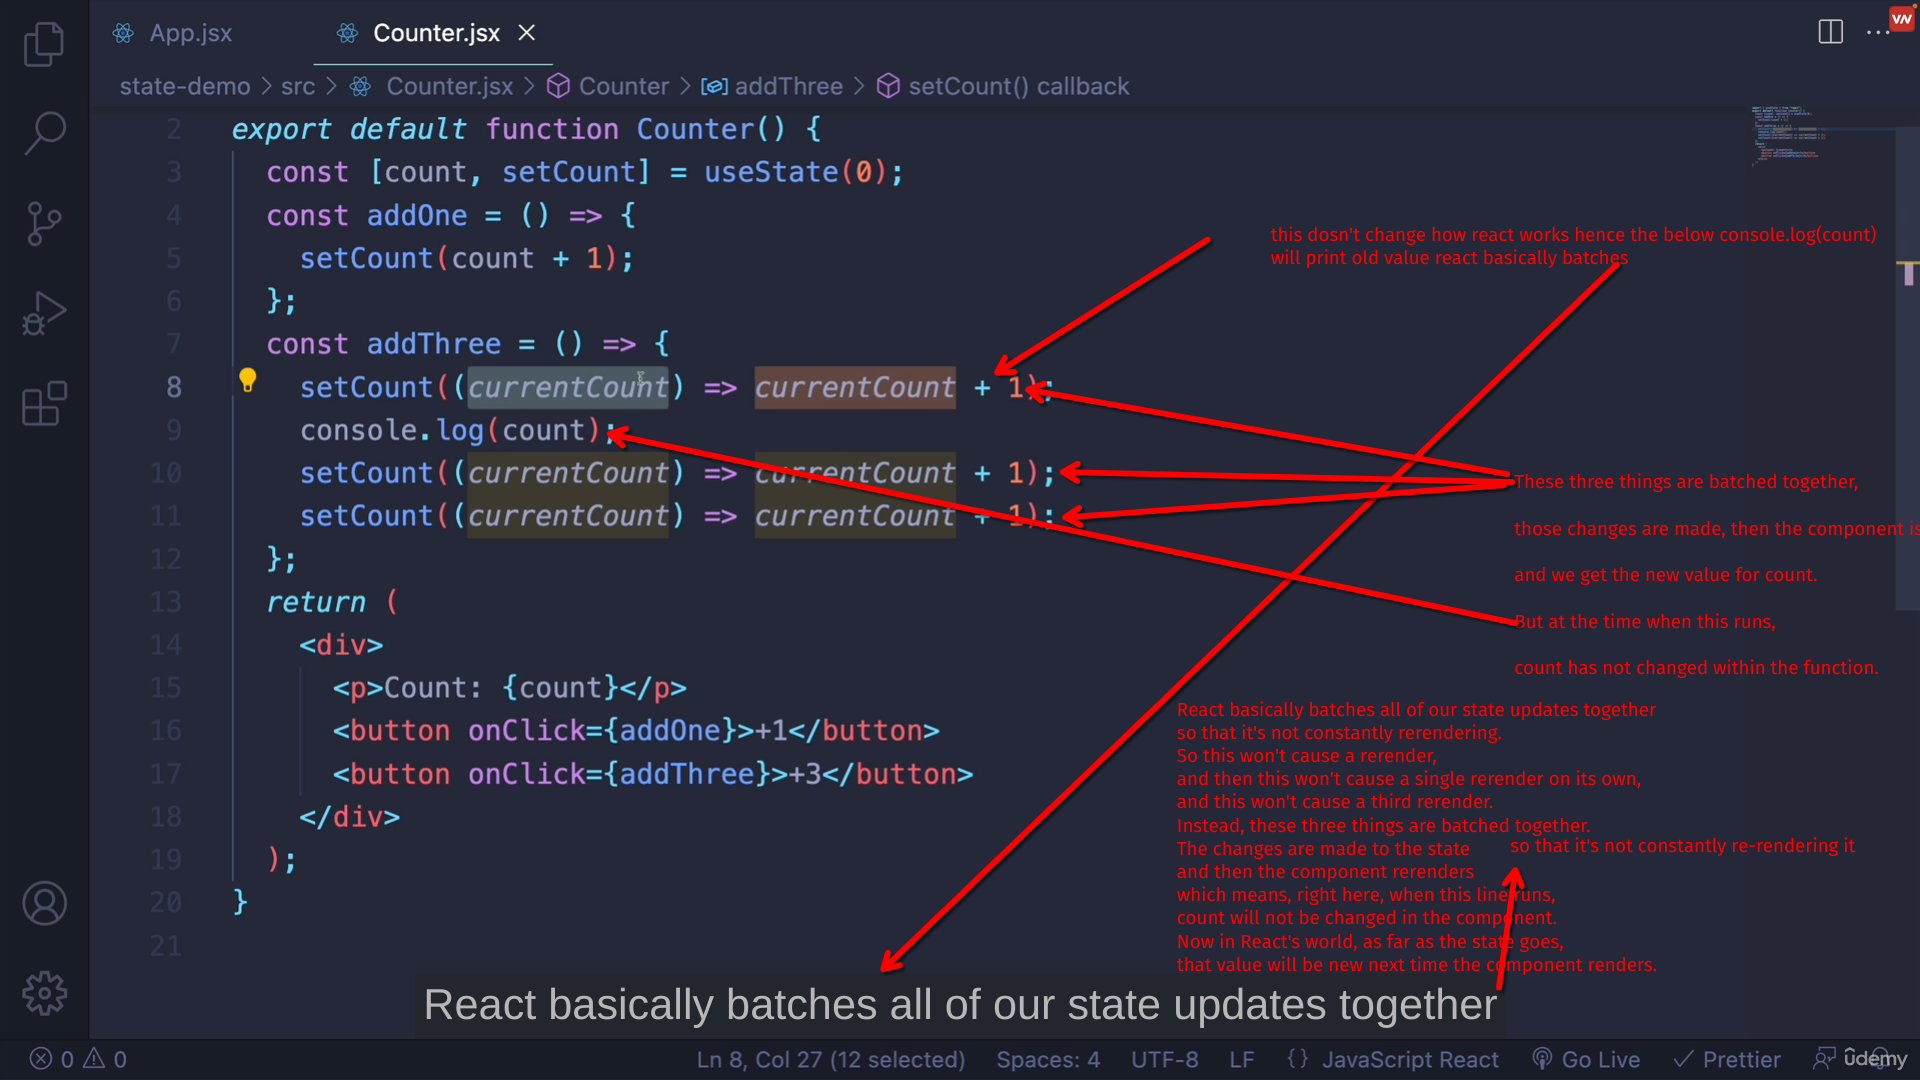 App.jsx
Counter.jsx
VN
state-demo > src > Counter.jsx > Counter > addThree > setCount() callback
2 export default function Counter() {
3 const [count, setCount] = useState(0);
4 const addOne = () => {
5 setCount(count + 1);
6 };
7 const addThree = () => {
8 setCount((currentCount) => currentCount + 1);
9 console.log(count);
10 setCount((currentCount) => currentCount + 1);
11 setCount((currentCount) => currentCount + 1);
12 };
13 return (
14 <div>
15 <p>Count: {count}</p>
16 <button onClick={addOne}>+1</button>
17 <button onClick={addThree}>+3</button>
18 </div>
19 );
20 }
21
this dosn't change how react works hence the below console.log(count)
will print old value react basically batches
These three things are batched together,
those changes are made, then the component is
and we get the new value for count.
But at the time when this runs,
count has not changed within the function.
React basically batches all of our state updates together
so that it's not constantly rerendering.
So this won't cause a rerender,
and then this won't cause a single rerender on its own,
and this won't cause a third rerender.
Instead, these three things are batched together.
The changes are made to the state
and then the component rerenders
which means, right here, when this line runs,
count will not be changed in the component.
Now in React's world, as far as the state goes,
that value will be new next time the component renders.
so that it's not constantly re-rendering it
React basically batches all of our state updates together
0 0
Ln 8, Col 27 (12 selected) Spaces: 4 UTF-8 LF {} JavaScript React Go Live Prettier
ûdemy